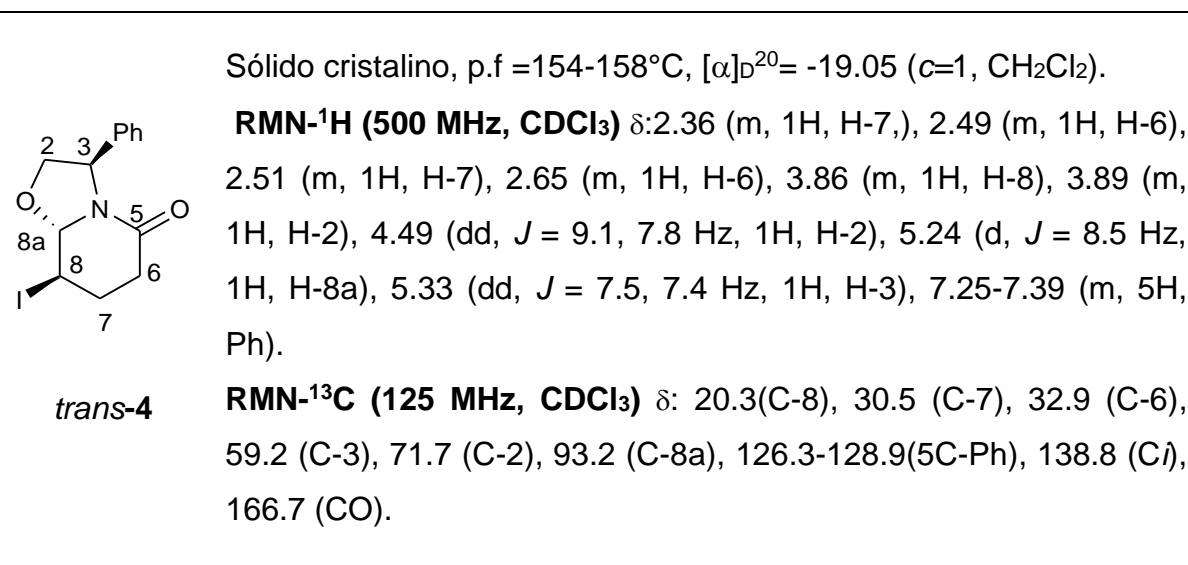 Sólido cristalino, p.f =154-158°C, [α]D20= -19.05 (c=1, CH2Cl2).
RMN-1H (500 MHz, CDCl3) δ:2.36 (m, 1H, H-7,), 2.49 (m, 1H, H-6),
2.51 (m, 1H, H-7), 2.65 (m, 1H, H-6), 3.86 (m, 1H, H-8), 3.89 (m,
1H, H-2), 4.49 (dd, J = 9.1, 7.8 Hz, 1H, H-2), 5.24 (d, J = 8.5 Hz,
1H, H-8a), 5.33 (dd, J = 7.5, 7.4 Hz, 1H, H-3), 7.25-7.39 (m, 5H,
Ph).
RMN-13C (125 MHz, CDCl3) δ: 20.3(C-8), 30.5 (C-7), 32.9 (C-6),
59.2 (C-3), 71.7 (C-2), 93.2 (C-8a), 126.3-128.9(5C-Ph), 138.8 (Ci),
166.7 (CO).
Ph
2 3
O N 5 O
8a
8 6
I
7
trans-4